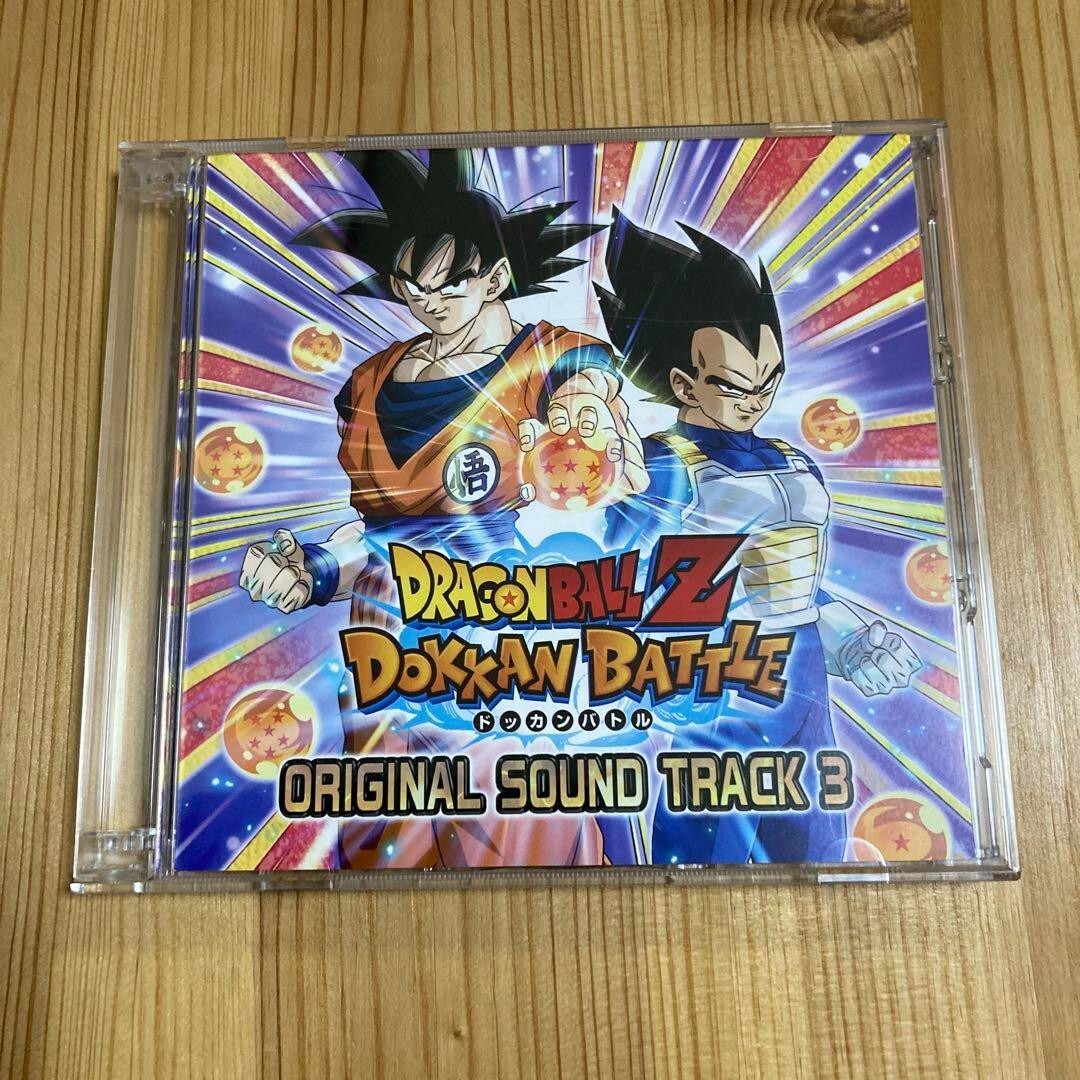 悟
DRAGON BALL Z
DOKKAN BATTLE
ドッカンバトル
ORIGINAL SOUND TRACK 3